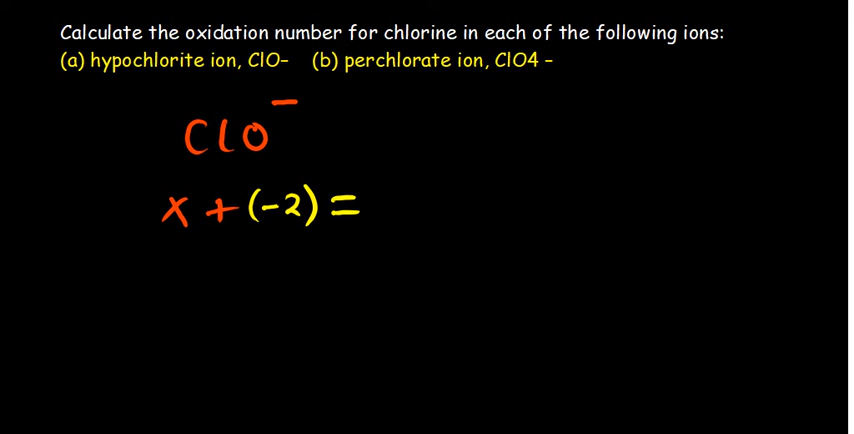 Calculate the oxidation number for chlorine in each of the following ions:
(a) hypochlorite ion, ClO– (b) perchlorate ion, ClO4 –
ClO⁻
x + (-2) =